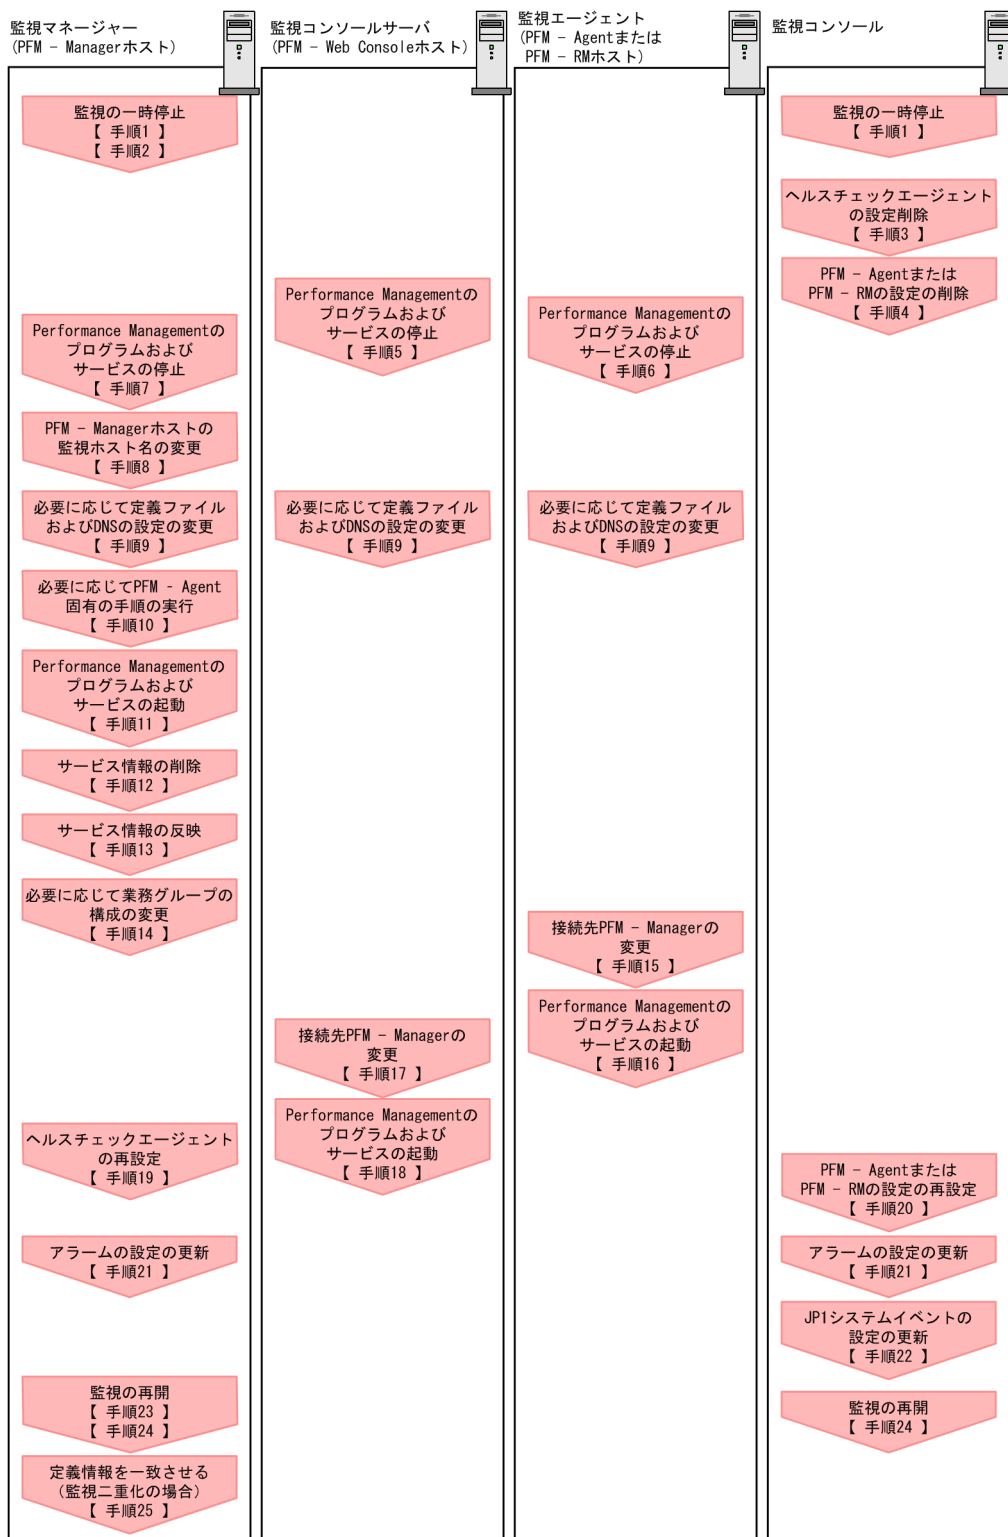 監視マネージャー
(PFM - Managerホスト)
監視の一時停止
【 手順1 】
【 手順2 】
Performance Managementの
プログラムおよび
サービスの停止
【 手順7 】
PFM - Managerホストの
監視ホスト名の変更
【 手順8 】
必要に応じて定義ファイル
およびDNSの設定の変更
【 手順9 】
必要に応じてPFM - Agent
固有の手順の実行
【 手順10 】
Performance Managementの
プログラムおよび
サービスの起動
【 手順11 】
サービス情報の削除
【 手順12 】
サービス情報の反映
【 手順13 】
必要に応じて業務グループの
構成の変更
【 手順14 】
ヘルスチェックエージェント
の再設定
【 手順19 】
アラームの設定の更新
【 手順21 】
監視の再開
【 手順23 】
【 手順24 】
定義情報を一致させる
(監視二重化の場合)
【 手順25 】
監視コンソールサーバ
(PFM - Web Consoleホスト)
Performance Managementの
プログラムおよび
サービスの停止
【 手順5 】
必要に応じて定義ファイル
およびDNSの設定の変更
【 手順9 】
接続先PFM - Managerの
変更
【 手順17 】
Performance Managementの
プログラムおよび
サービスの起動
【 手順18 】
監視エージェント
(PFM - Agentまたは
PFM - RMホスト)
Performance Managementの
プログラムおよび
サービスの停止
【 手順6 】
必要に応じて定義ファイル
およびDNSの設定の変更
【 手順9 】
接続先PFM - Managerの
変更
【 手順15 】
Performance Managementの
プログラムおよび
サービスの起動
【 手順16 】
監視コンソール
監視の一時停止
【 手順1 】
ヘルスチェックエージェント
の設定削除
【 手順3 】
PFM - Agentまたは
PFM - RMの設定の削除
【 手順4 】
PFM - Agentまたは
PFM - RMの設定の再設定
【 手順20 】
アラームの設定の更新
【 手順21 】
JP1システムイベントの
設定の更新
【 手順22 】
監視の再開
【 手順24 】